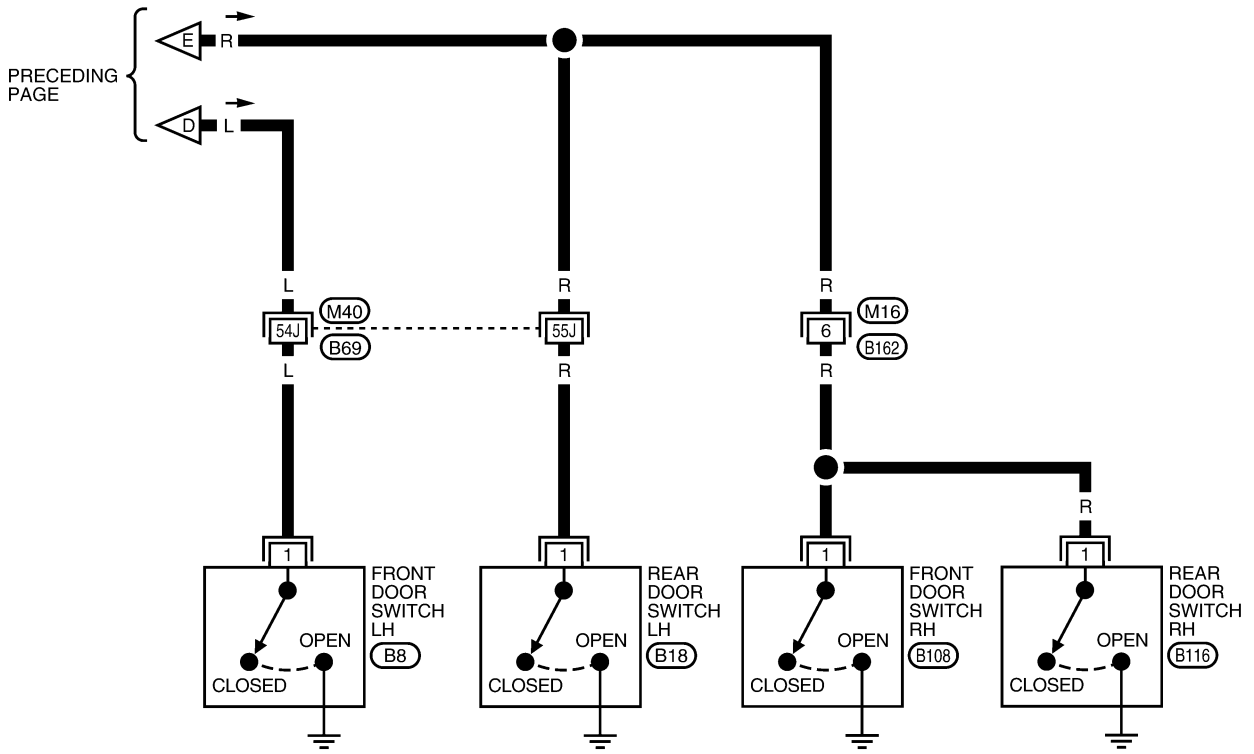 PRECEDING
PAGE
E R
D L
L
R
R
54J
M40
B69
55J
6
M16
B162
L
R
R
R
1
FRONT
DOOR
SWITCH
LH
B8
OPEN
CLOSED
1
REAR
DOOR
SWITCH
LH
B18
OPEN
CLOSED
1
FRONT
DOOR
SWITCH
RH
B108
OPEN
CLOSED
1
REAR
DOOR
SWITCH
RH
B116
OPEN
CLOSED